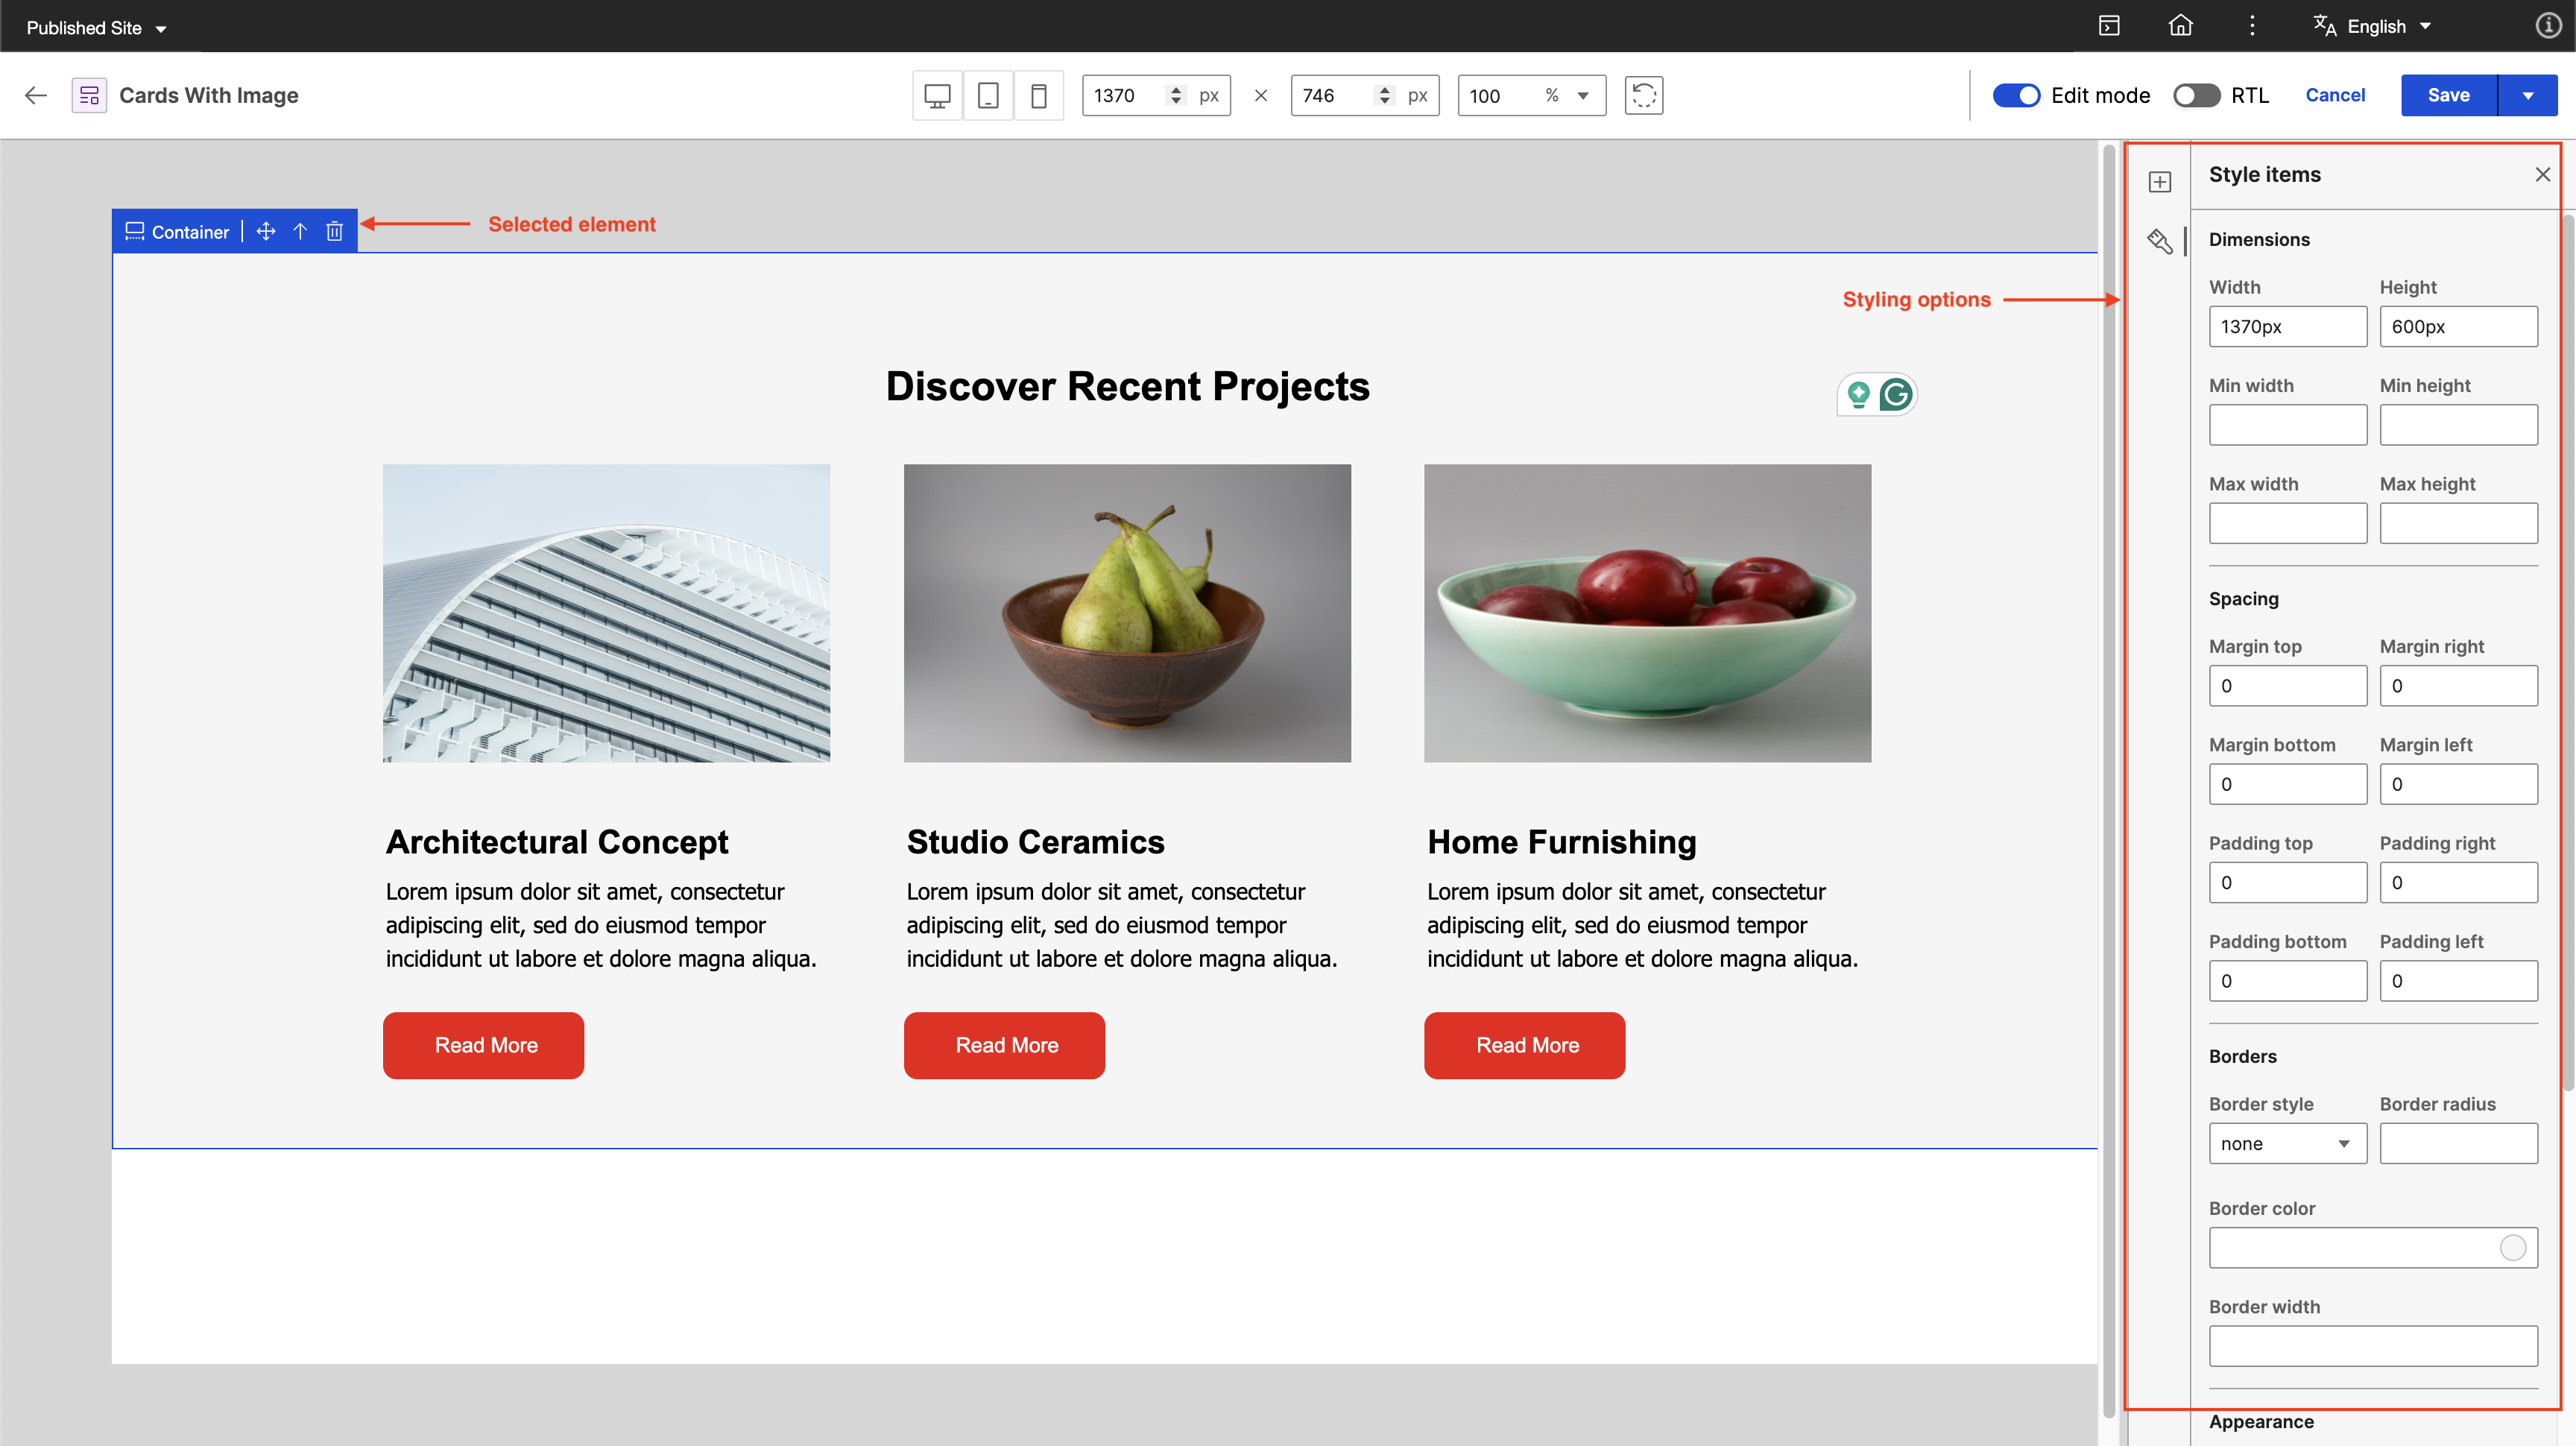 Published Site
English
Cards With Image
1370 px × 746 px 100 %
Edit mode RTL Cancel Save
Container
Selected element
Styling options
Discover Recent Projects
Architectural Concept
Lorem ipsum dolor sit amet, consectetur
adipiscing elit, sed do eiusmod tempor
incididunt ut labore et dolore magna aliqua.
Read More
Studio Ceramics
Lorem ipsum dolor sit amet, consectetur
adipiscing elit, sed do eiusmod tempor
incididunt ut labore et dolore magna aliqua.
Read More
Home Furnishing
Lorem ipsum dolor sit amet, consectetur
adipiscing elit, sed do eiusmod tempor
incididunt ut labore et dolore magna aliqua.
Read More
Style items
Dimensions
Width Height
1370px 600px
Min width Min height
Max width Max height
Spacing
Margin top Margin right
0 0
Margin bottom Margin left
0 0
Padding top Padding right
0 0
Padding bottom Padding left
0 0
Borders
Border style Border radius
none
Border color
Border width
Appearance